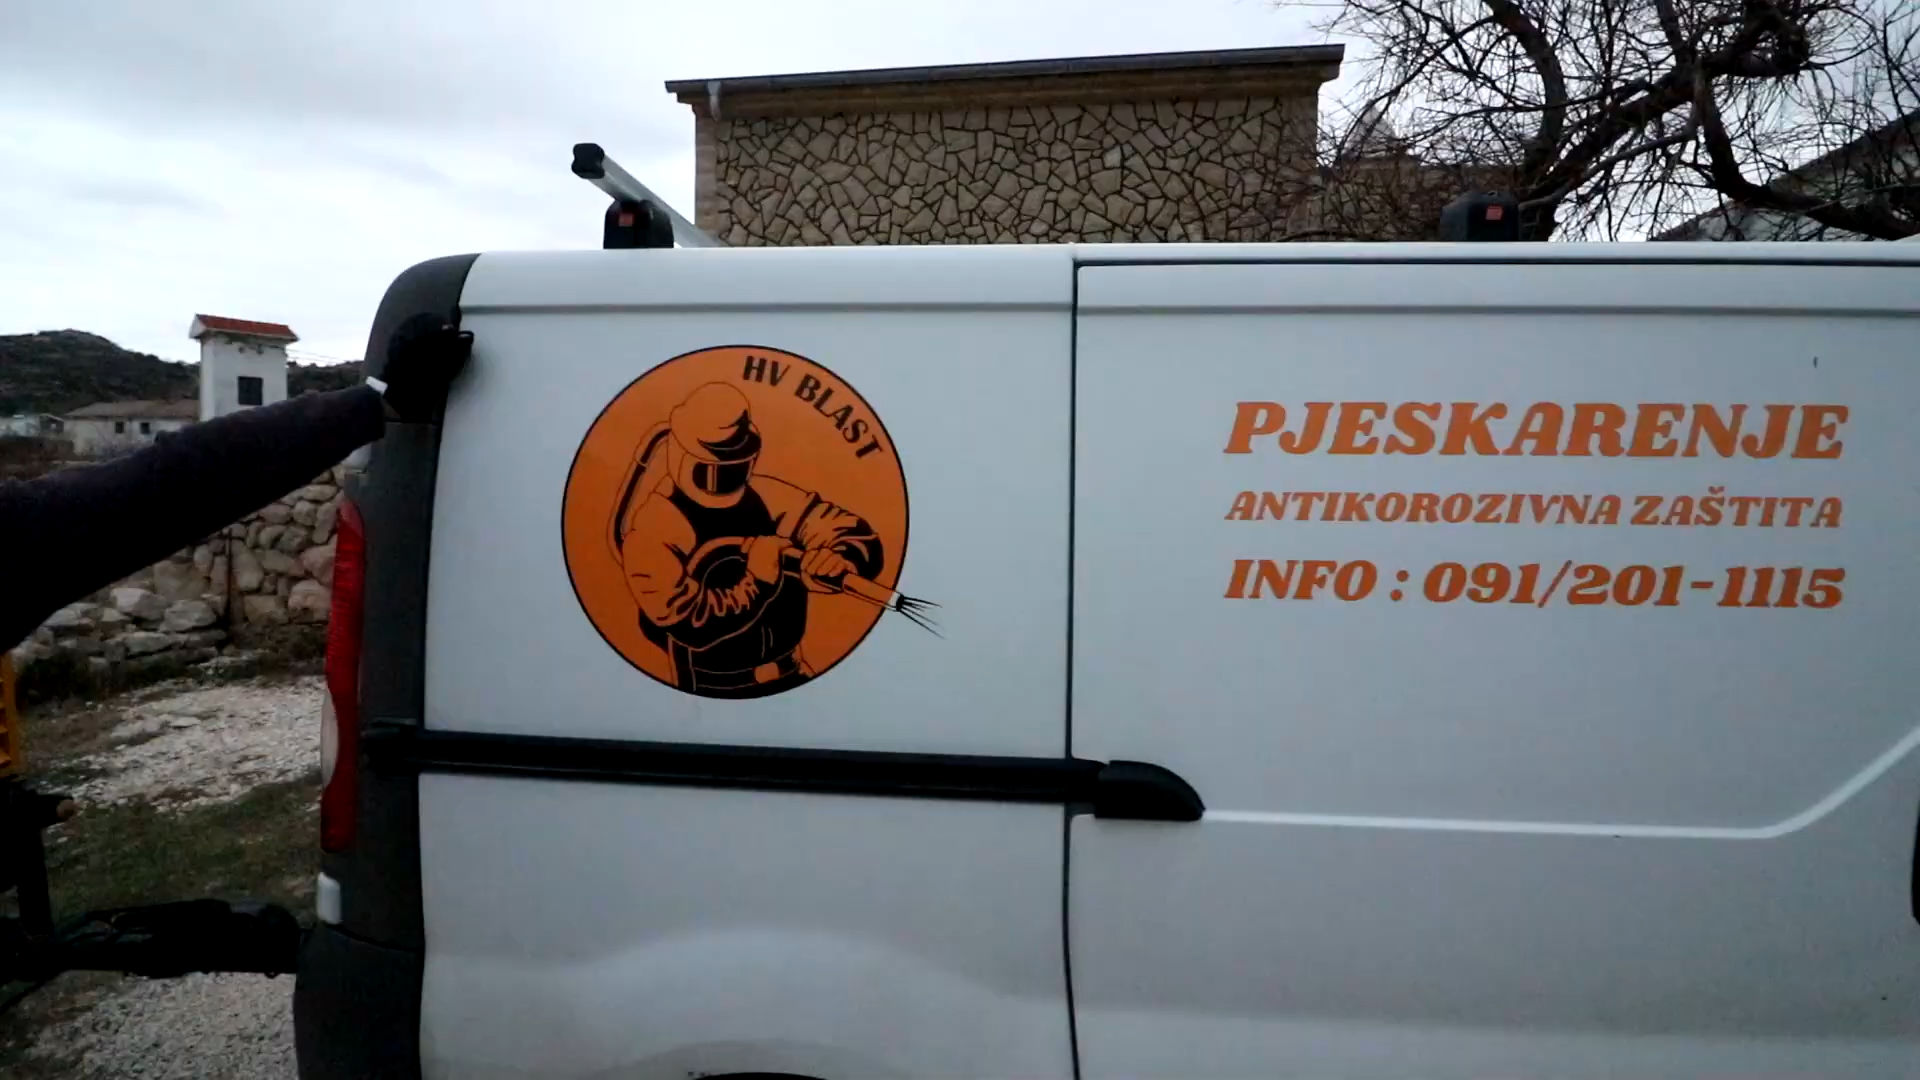 HV BLAST
PJESKARENJE
ANTIKOROZIVNA ZAŠTITA
INFO : 091/201-1115